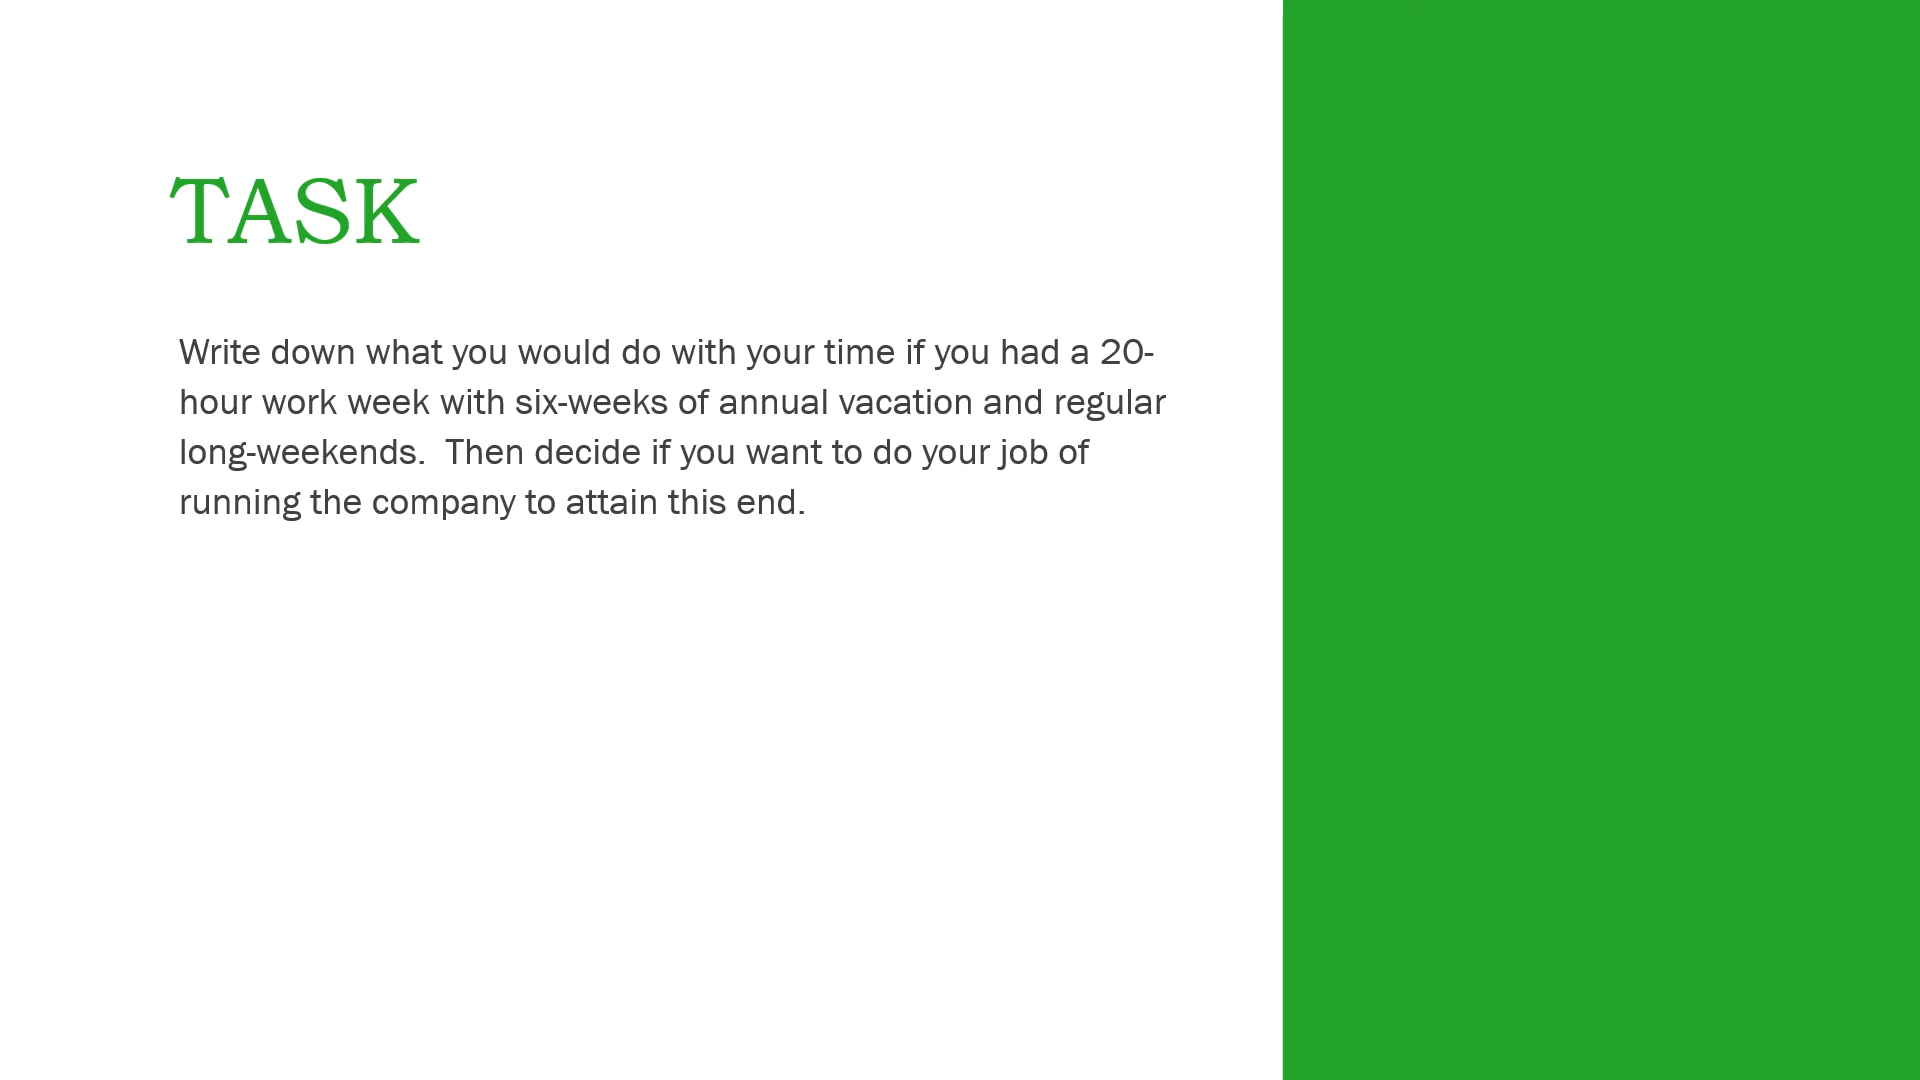 TASK
Write down what you would do with your time if you had a 20-
hour work week with six-weeks of annual vacation and regular
long-weekends.  Then decide if you want to do your job of
running the company to attain this end.